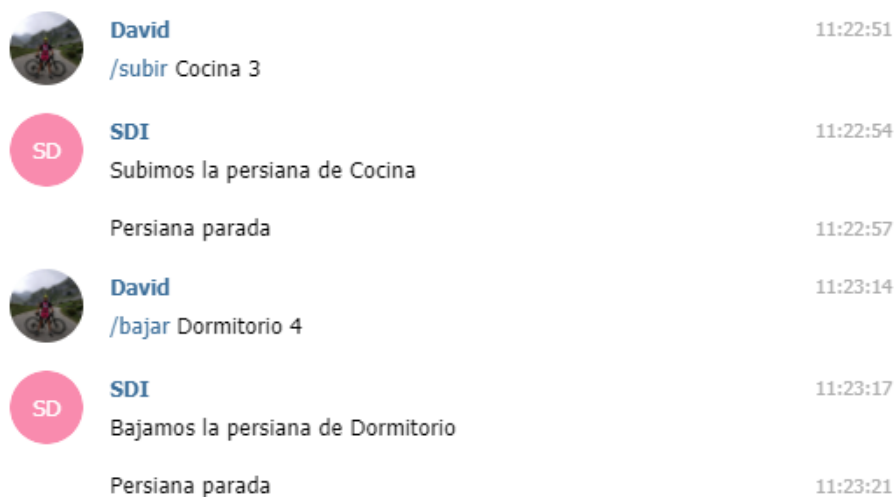 David 11:22:51
/subir Cocina 3
SD
SDI 11:22:54
Subimos la persiana de Cocina
Persiana parada 11:22:57
David 11:23:14
/bajar Dormitorio 4
SD
SDI 11:23:17
Bajamos la persiana de Dormitorio
Persiana parada 11:23:21